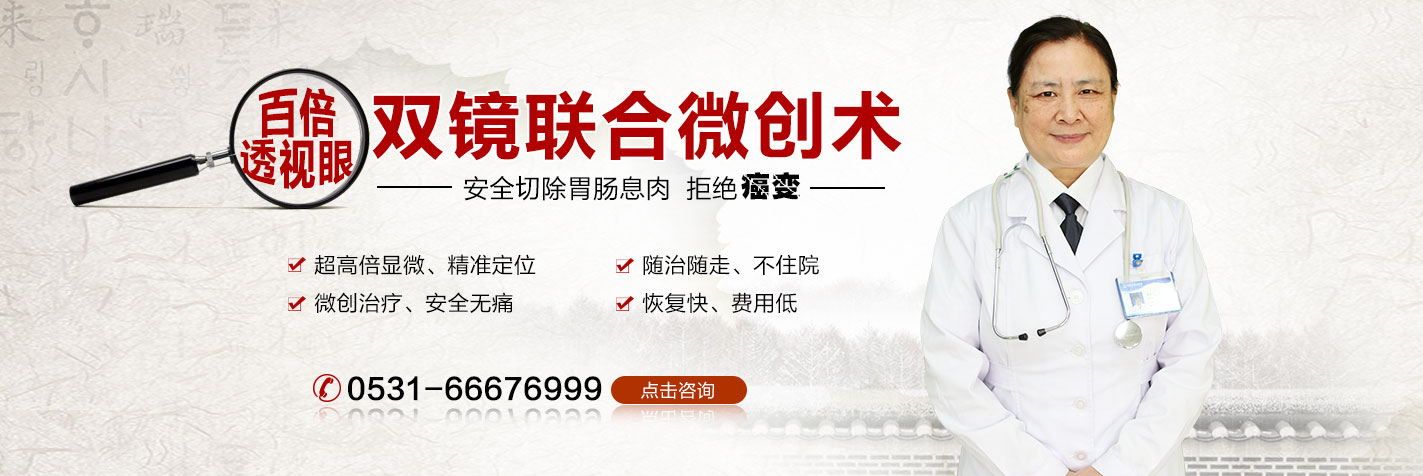 百倍
透视眼
双镜联合微创术
安全切除胃肠息肉 拒绝癌变
超高倍显微、精准定位
随治随走、不住院
微创治疗、安全无痛
恢复快、费用低
0531-66676999
点击咨询